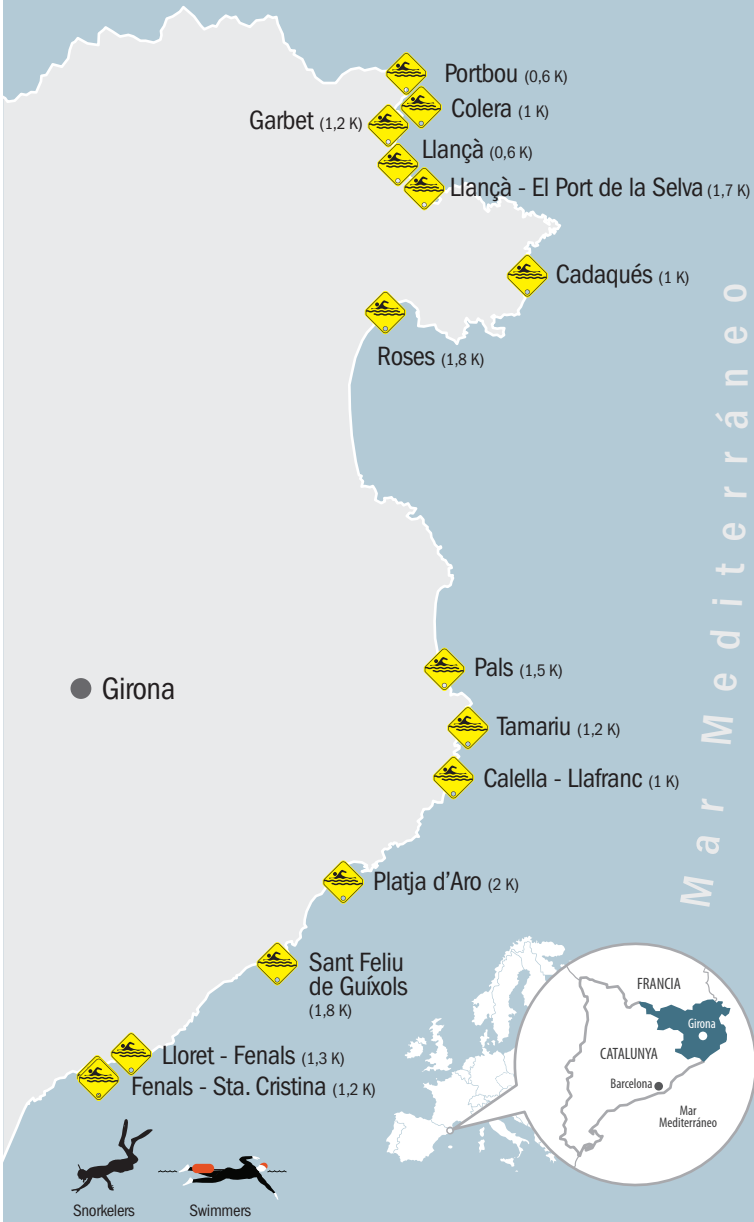 Portbou (0,6 K)
Colera (1 K)
Garbet (1,2 K)
Llançà (0,6 K)
Llançà - El Port de la Selva (1,7 K)
Cadaqués (1 K)
Roses (1,8 K)
Mar Mediterráneo
Pals (1,5 K)
Girona
Tamariu (1,2 K)
Calella - Llafranc (1 K)
Platja d'Aro (2 K)
Sant Feliu
de Guíxols
(1,8 K)
Lloret - Fenals (1,3 K)
Fenals - Sta. Cristina (1,2 K)
FRANCIA
Girona
CATALUNYA
Barcelona
Mar
Mediterráneo
Snorkelers
Swimmers